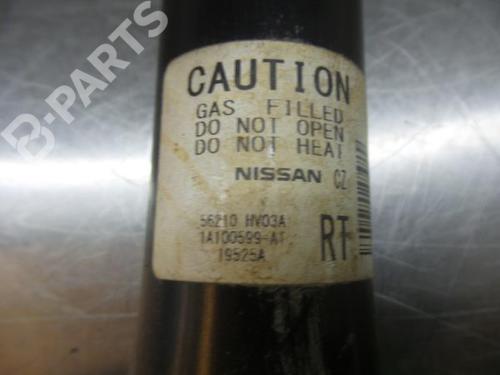 B-PARTS
CAUTION
GAS FILLED
DO NOT OPEN
DO NOT HEAT
NISSAN CZ
56210 HV03A
1A100599-AT
19525A
RT